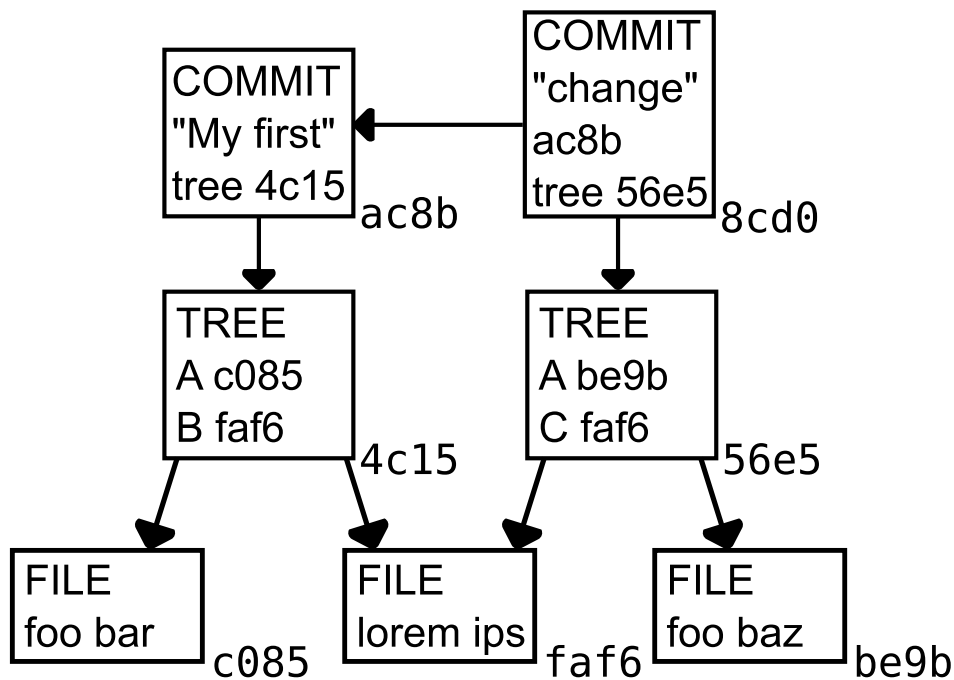 COMMIT
"My first"
tree 4c15
ac8b
COMMIT
"change"
ac8b
tree 56e5
8cd0
TREE
A c085
B faf6
4c15
TREE
A be9b
C faf6
56e5
FILE
foo bar
c085
FILE
lorem ips
faf6
FILE
foo baz
be9b